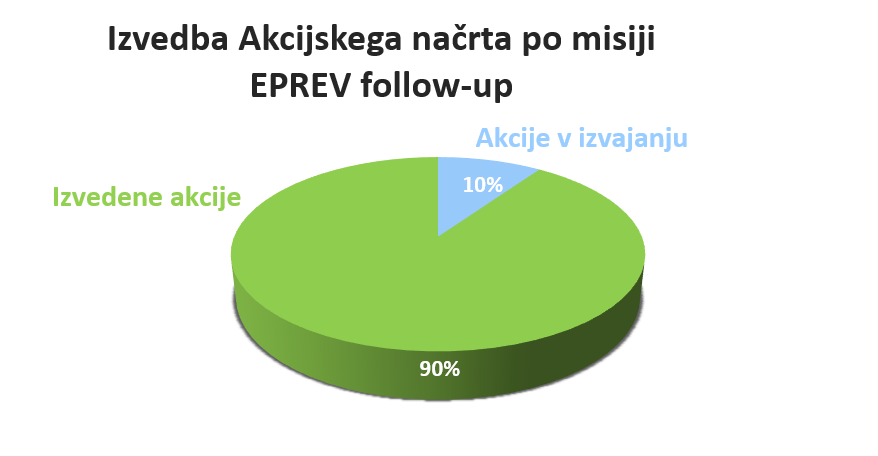 Izvedba Akcijskega načrta po misiji
EPREV follow-up
Akcije v izvajanju
10%
Izvedene akcije
90%